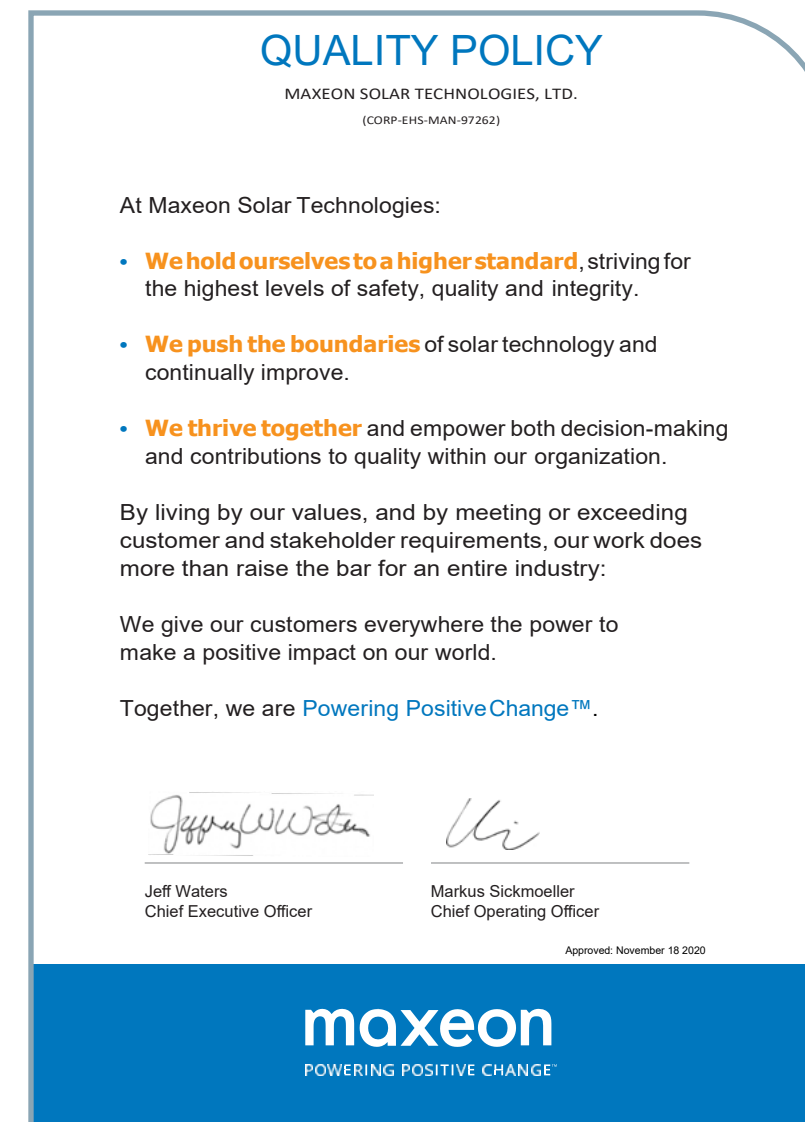 QUALITY POLICY
MAXEON SOLAR TECHNOLOGIES, LTD.
(CORP-EHS-MAN-97262)
At Maxeon Solar Technologies:
• We hold ourselves to a higher standard, striving for
the highest levels of safety, quality and integrity.
• We push the boundaries of solar technology and
continually improve.
• We thrive together and empower both decision-making
and contributions to quality within our organization.
By living by our values, and by meeting or exceeding
customer and stakeholder requirements, our work does
more than raise the bar for an entire industry:
We give our customers everywhere the power to
make a positive impact on our world.
Together, we are Powering Positive Change™.
Jeffrey W Waters
Jeff Waters
Chief Executive Officer
Markus Sickmoeller
Chief Operating Officer
Approved: November 18 2020
maxeon
POWERING POSITIVE CHANGE™